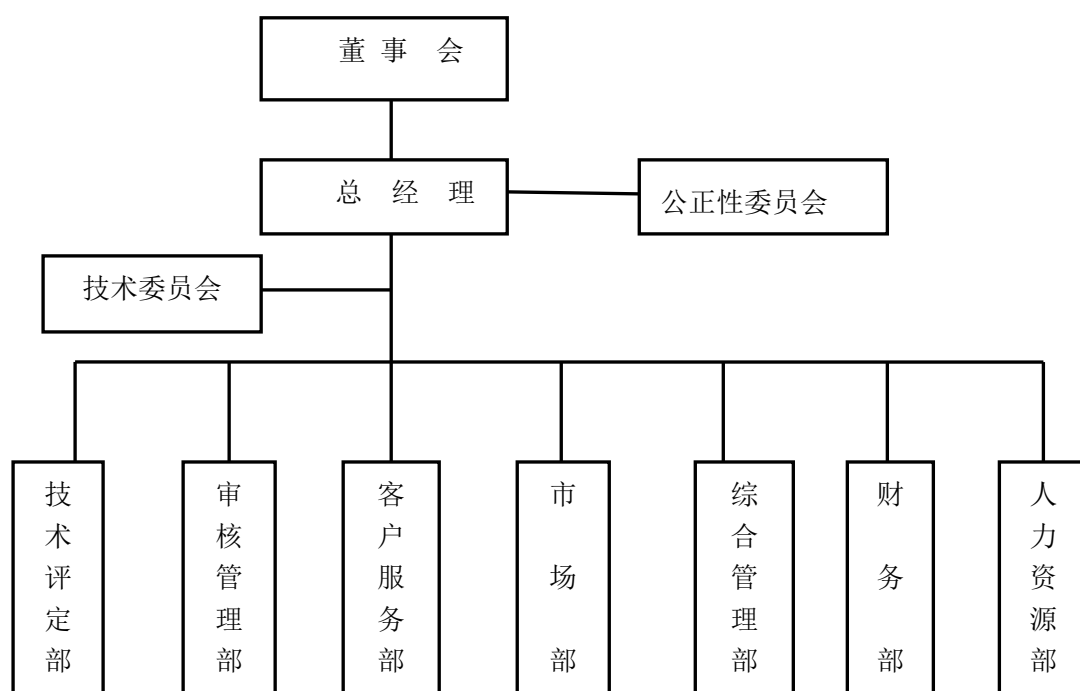 董 事 会
总 经 理
公正性委员会
技术委员会
技术评定部
审核管理部
客户服务部
市场部
综合管理部
财务部
人力资源部